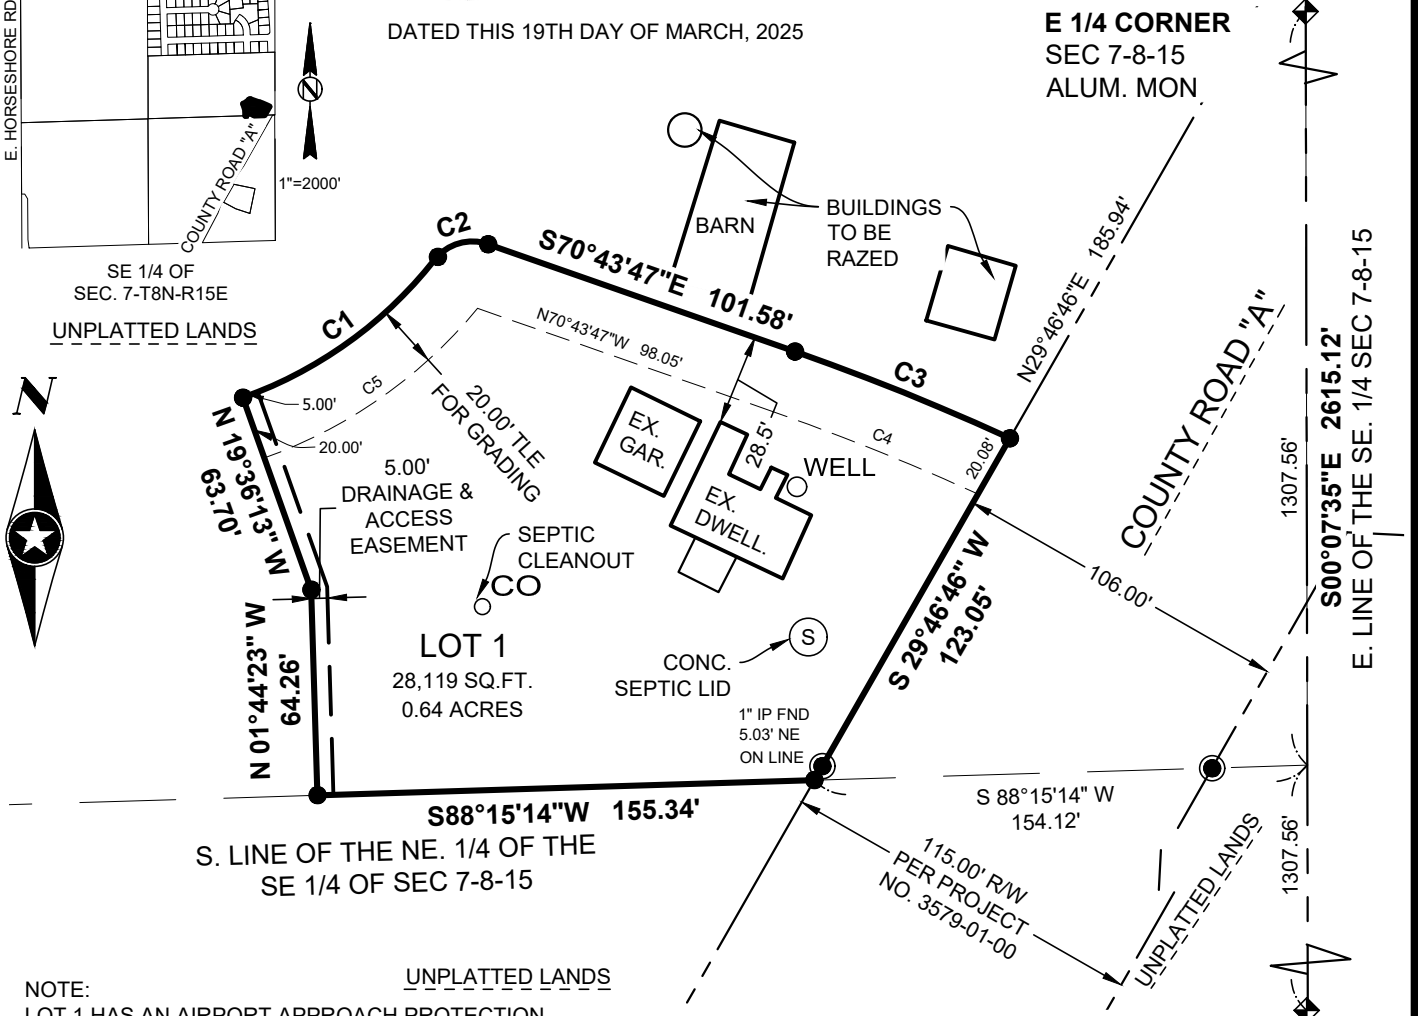 E. HORSESHORE RD
DATED THIS 19TH DAY OF MARCH, 2025
E 1/4 CORNER
SEC 7-8-15
ALUM. MON
N
1"=2000'
COUNTY ROAD "A"
SE 1/4 OF
SEC. 7-T8N-R15E
UNPLATTED LANDS
BARN
BUILDINGS
TO BE
RAZED
N29°46'46"E 185.94'
C2
S70°43'47"E 101.58'
C1
N70°43'47"W 98.05'
C3
C5
5.00'
20.00'
20.00' TLE
FOR GRADING
C4
20.08'
28.5'
EX.
GAR.
EX.
DWELL.
WELL
N
N 19°36'13" W
63.70'
5.00'
DRAINAGE &
ACCESS
EASEMENT
SEPTIC
CLEANOUT
CO
COUNTY ROAD "A"
106.00'
1307.56'
S00°07'35"E 2615.12'
E. LINE OF THE SE. 1/4 SEC 7-8-15
S 29°46'46" W
123.05'
N 01°44'23" W
64.26'
LOT 1
28,119 SQ.FT.
0.64 ACRES
S
CONC.
SEPTIC LID
1" IP FND
5.03' NE
ON LINE
S88°15'14"W 155.34'
S 88°15'14" W
154.12'
S. LINE OF THE NE. 1/4 OF THE
SE 1/4 OF SEC 7-8-15
115.00' R/W
PER PROJECT
NO. 3579-01-00
UNPLATTED LANDS
1307.56'
UNPLATTED LANDS
NOTE:
LOT 1 HAS AN AIRPORT APPROACH PROTECTION